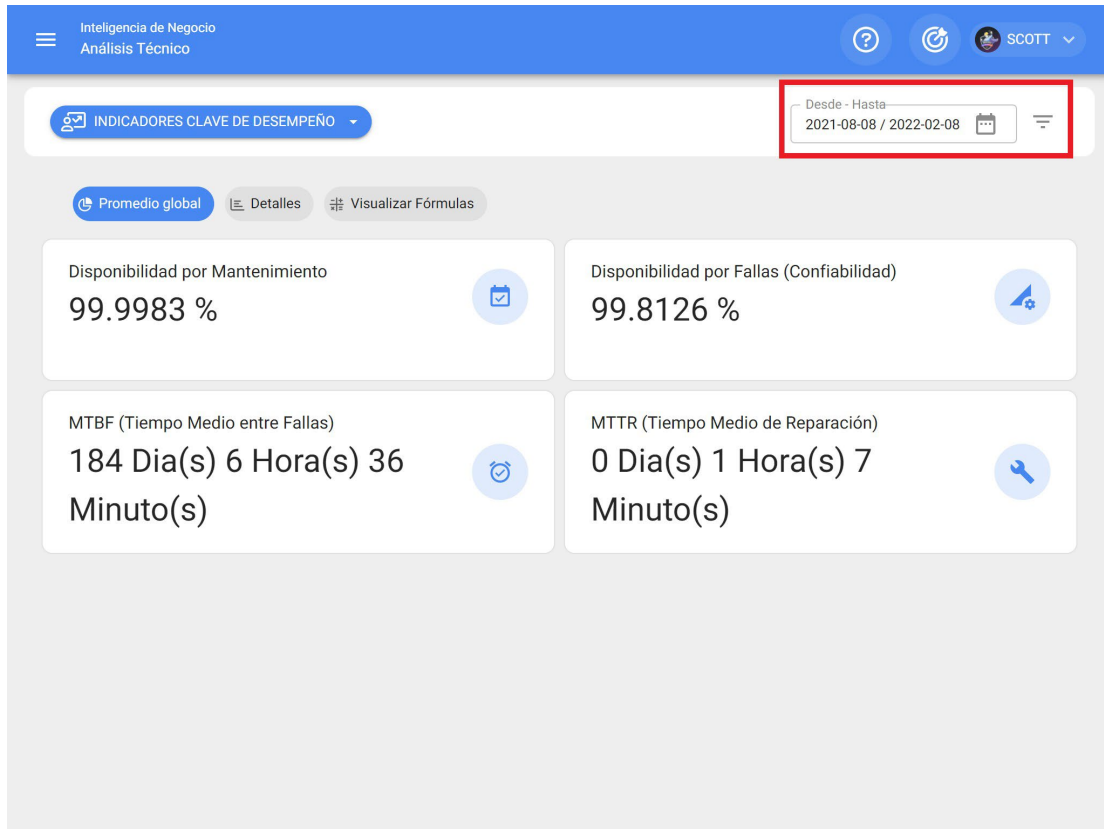 Inteligencia de Negocio
Análisis Técnico
SCOTT
INDICADORES CLAVE DE DESEMPEÑO
Desde - Hasta
2021-08-08 / 2022-02-08
Promedio global
Detalles
Visualizar Fórmulas
Disponibilidad por Mantenimiento
99.9983 %
Disponibilidad por Fallas (Confiabilidad)
99.8126 %
MTBF (Tiempo Medio entre Fallas)
184 Dia(s) 6 Hora(s) 36
Minuto(s)
MTTR (Tiempo Medio de Reparación)
0 Dia(s) 1 Hora(s) 7
Minuto(s)